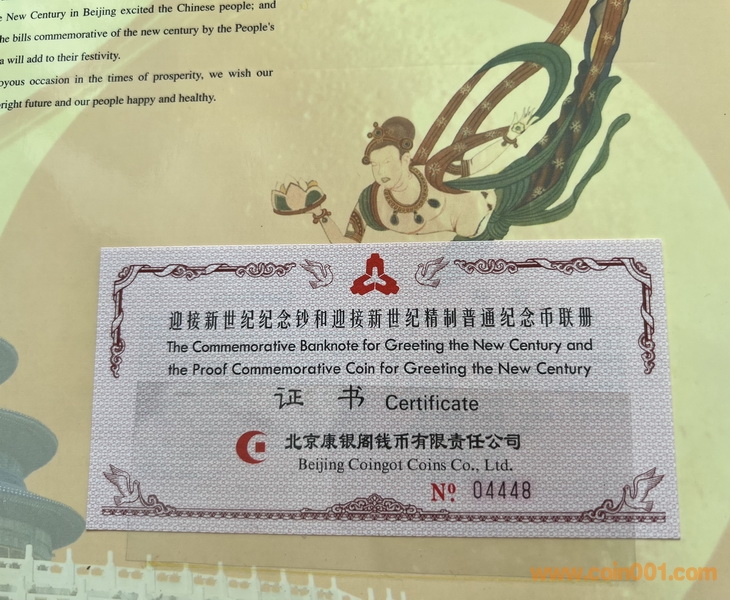 New Century in Beijing excited the Chinese people; and
he bills commemorative of the new century by the People's
a will add to their festivity.
oyous occasion in the times of prosperity, we wish our
right future and our people happy and healthy.
迎接新世纪纪念钞和迎接新世纪精制普通纪念币联册
The Commemorative Banknote for Greeting the New Century and
the Proof Commemorative Coin for Greeting the New Century
证 书 Certificate
北京康银阁钱币有限责任公司
Beijing Coingot Coins Co., Ltd.
Nº 04448
www.coin001.com